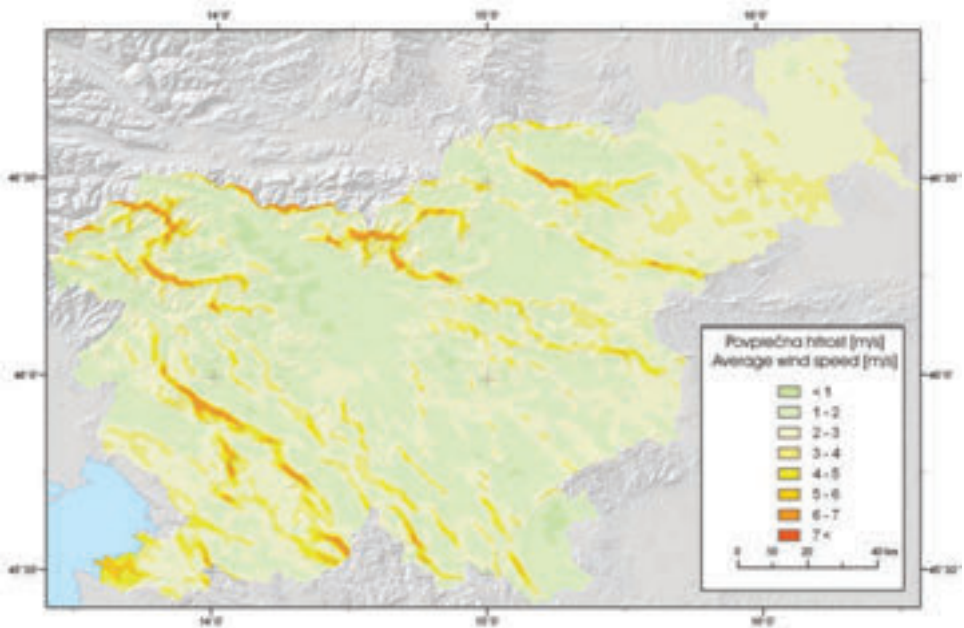 14°0' 15°0' 16°0'
46°30' 46°30'
46°0' 46°0'
45°30' 45°30'
14°0' 15°0' 16°0'
Povprečna hitrost [m/s]
Average wind speed [m/s]
< 1
1 - 2
2 - 3
3 - 4
4 - 5
5 - 6
6 - 7
7 <
0 10 20 40 km